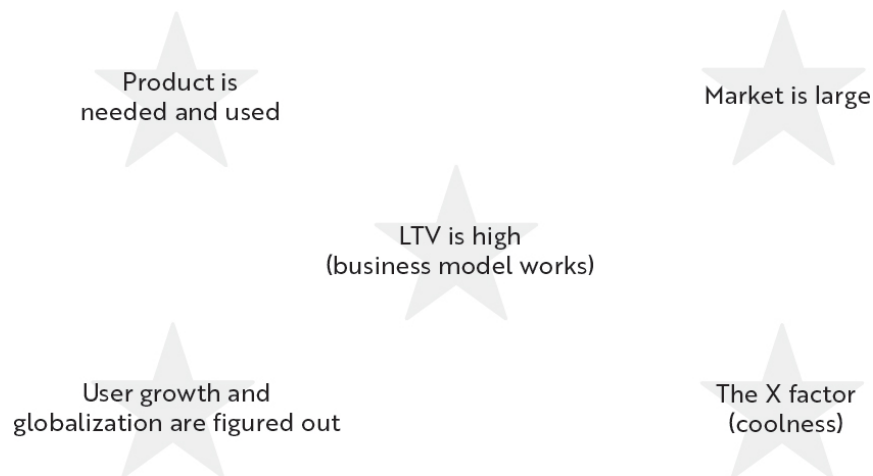 Product is
needed and used
Market is large
LTV is high
(business model works)
User growth and
globalization are figured out
The X factor
(coolness)